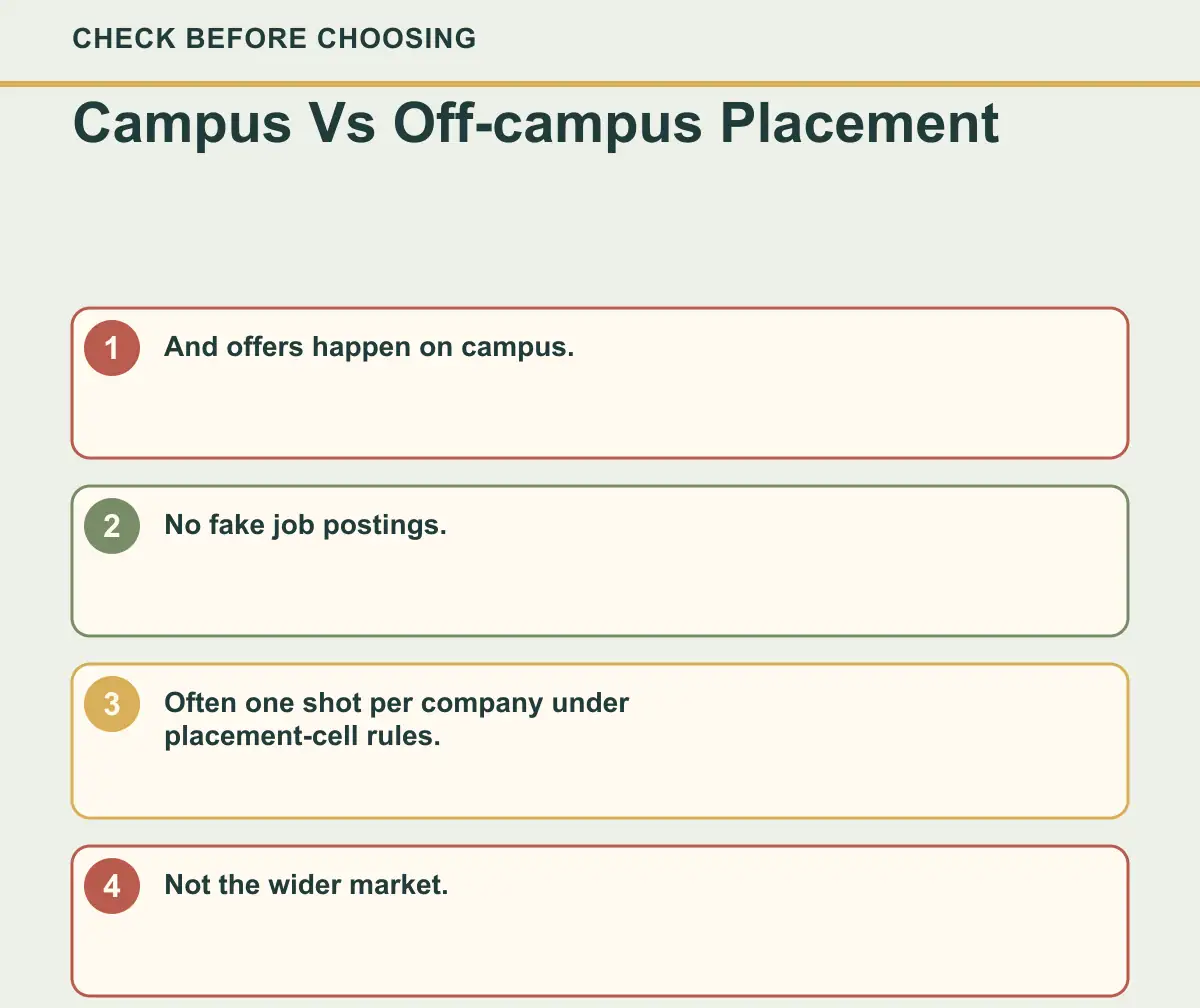 CHECK BEFORE CHOOSING
Campus Vs Off-campus Placement
1
And offers happen on campus.
2
No fake job postings.
3
Often one shot per company under
placement-cell rules.
4
Not the wider market.